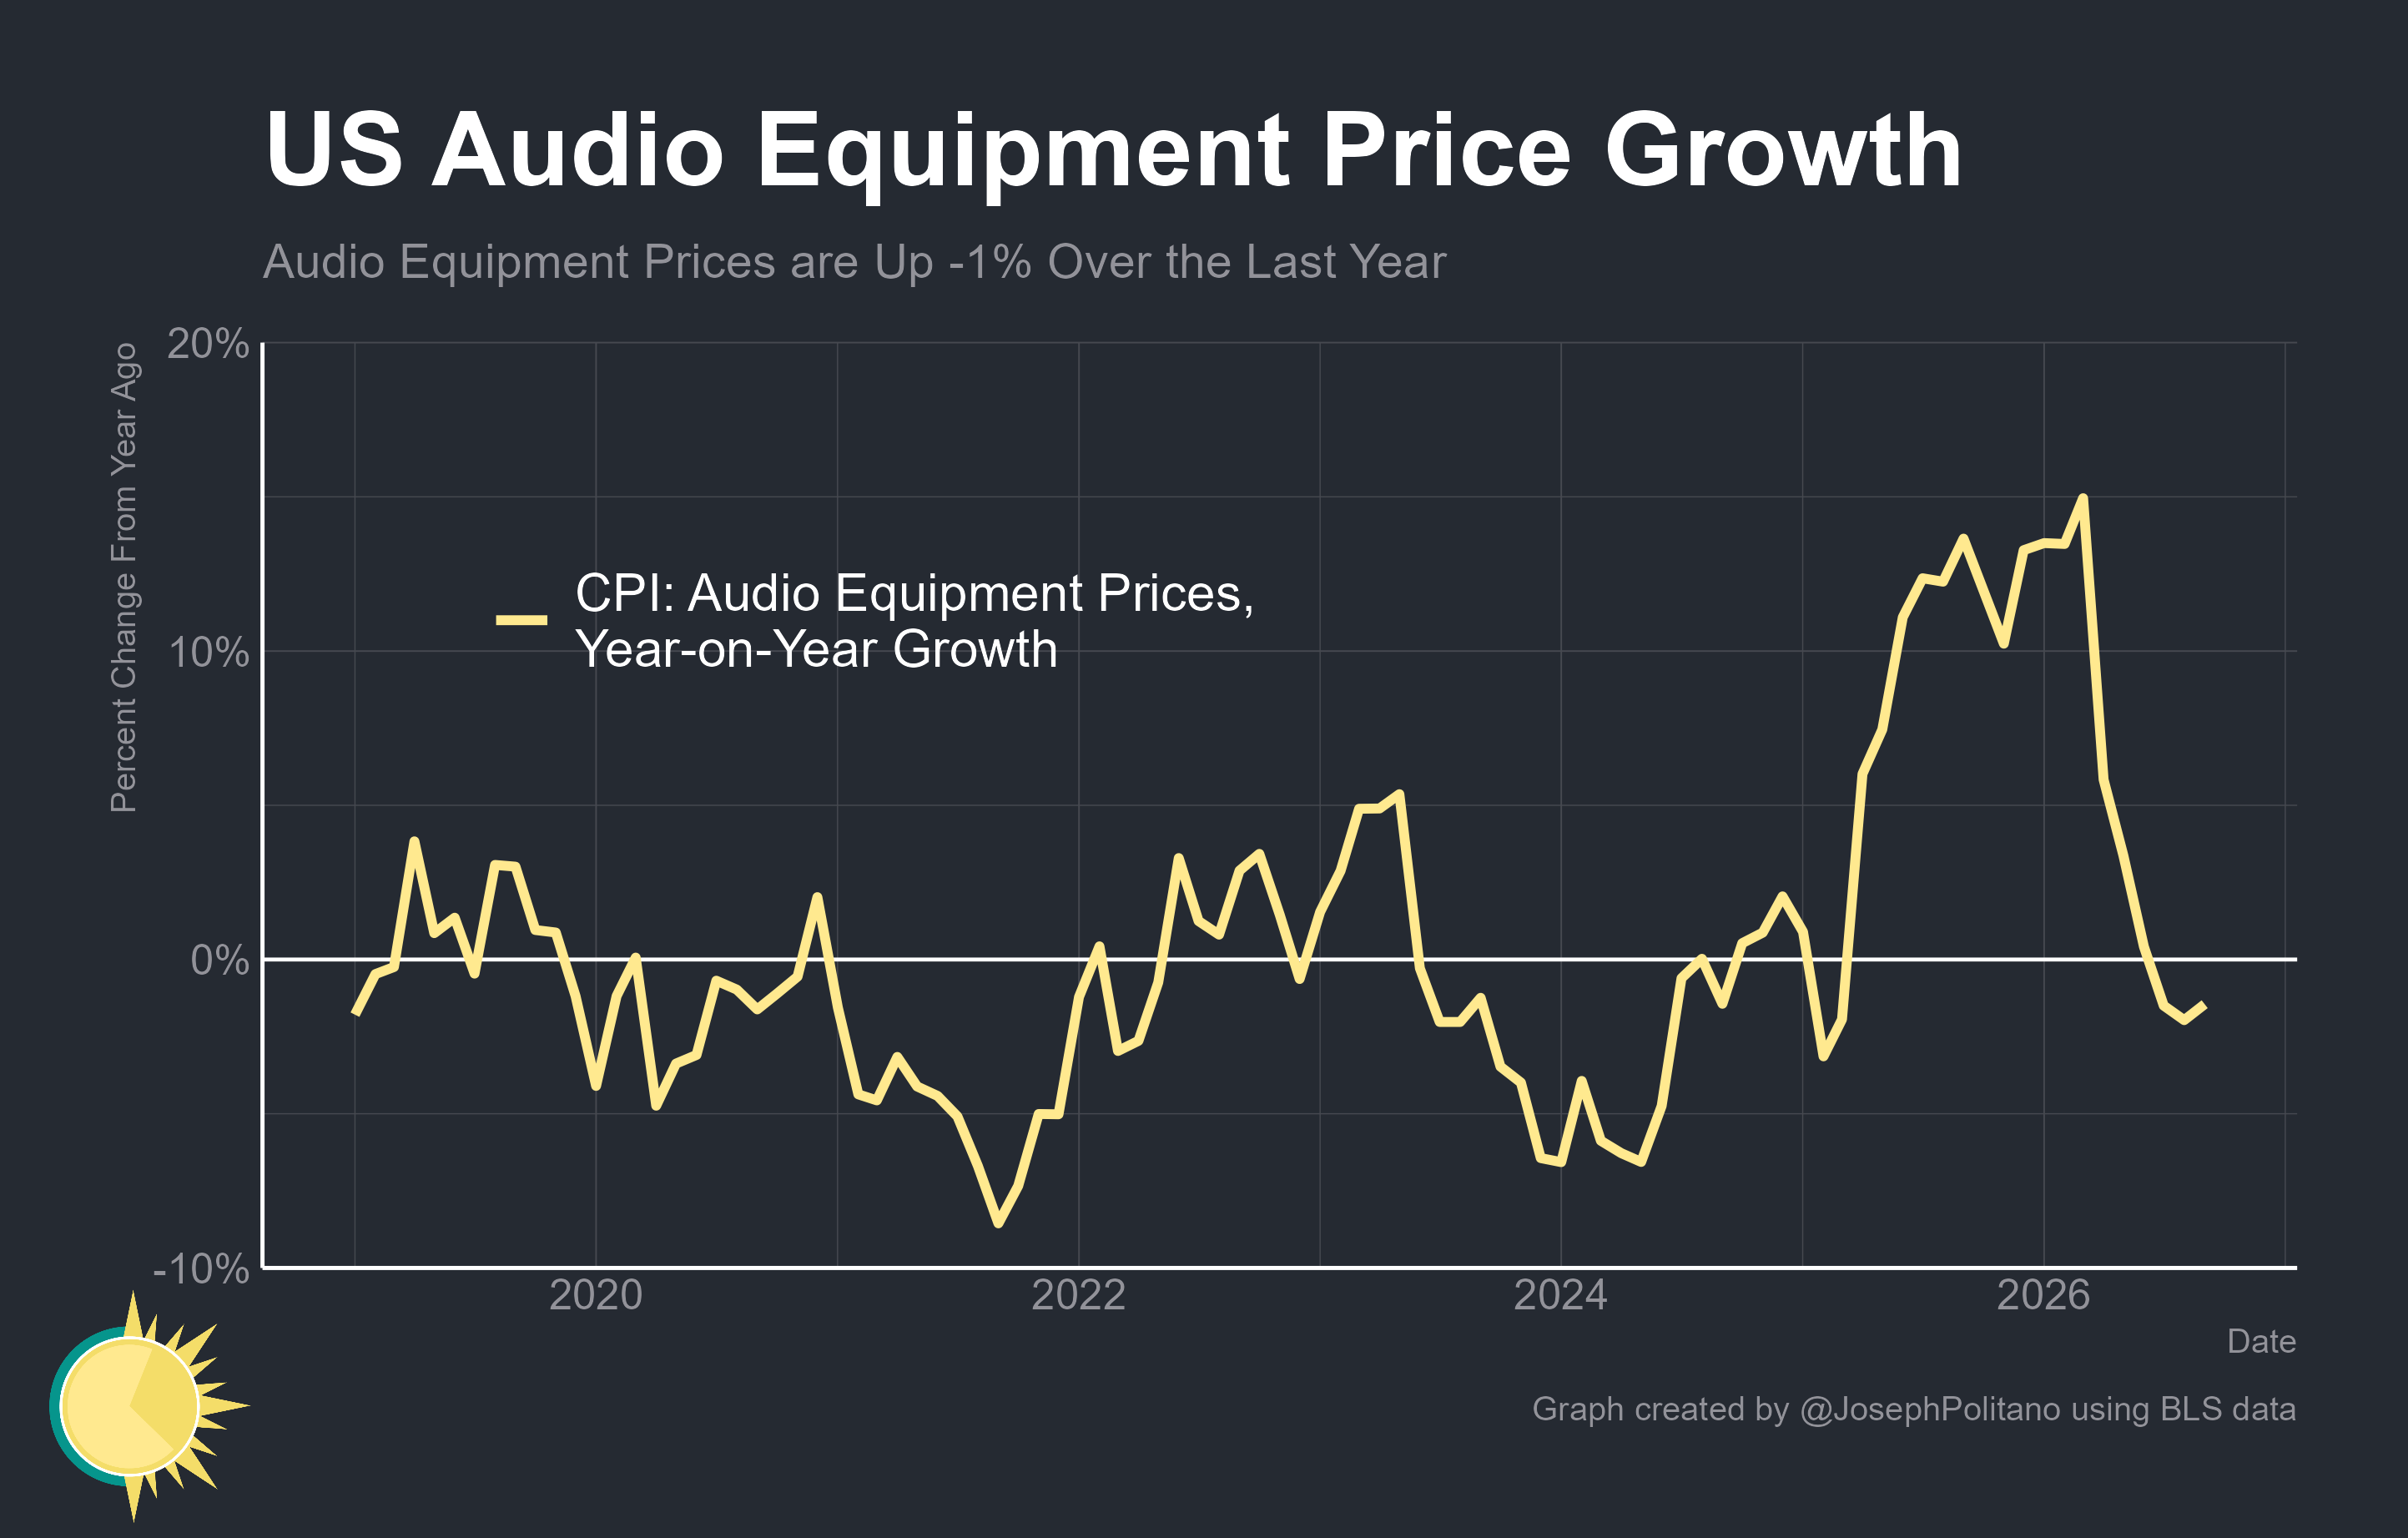 US Audio Equipment Price Growth
Audio Equipment Prices are Up -1% Over the Last Year
Percent Change From Year Ago
20%
10%
0%
-10%
CPI: Audio Equipment Prices,
Year-on-Year Growth
2020
2022
2024
2026
Date
Graph created by @JosephPolitano using BLS data